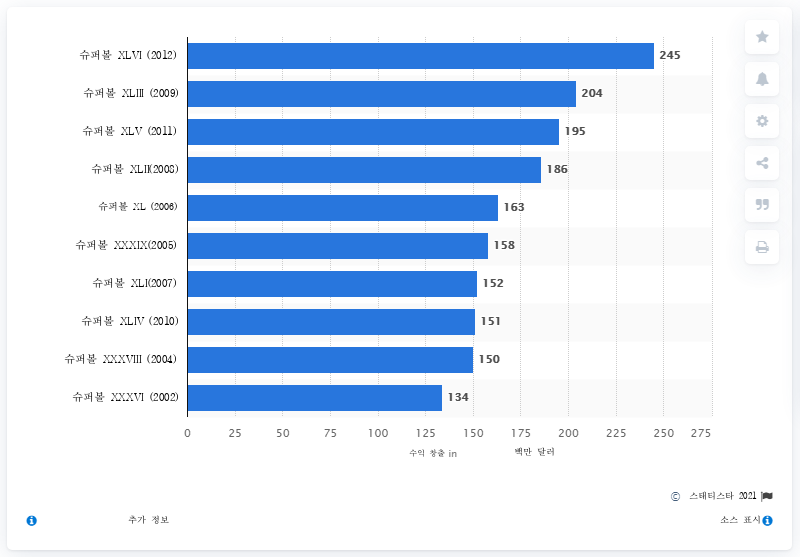 슈퍼볼 XLVI (2012) 245
슈퍼볼 XLIII (2009) 204
슈퍼볼 XLV (2011) 195
슈퍼볼 XLII(2008) 186
슈퍼볼 XL (2006) 163
슈퍼볼 XXXIX(2005) 158
슈퍼볼 XLI(2007) 152
슈퍼볼 XLIV (2010) 151
슈퍼볼 XXXVIII (2004) 150
슈퍼볼 XXXVI (2002) 134
0 25 50 75 100 125 150 175 200 225 250 275
수익 창출 in 백만 달러
© 스태티스타 2021
추가 정보 소스 표시